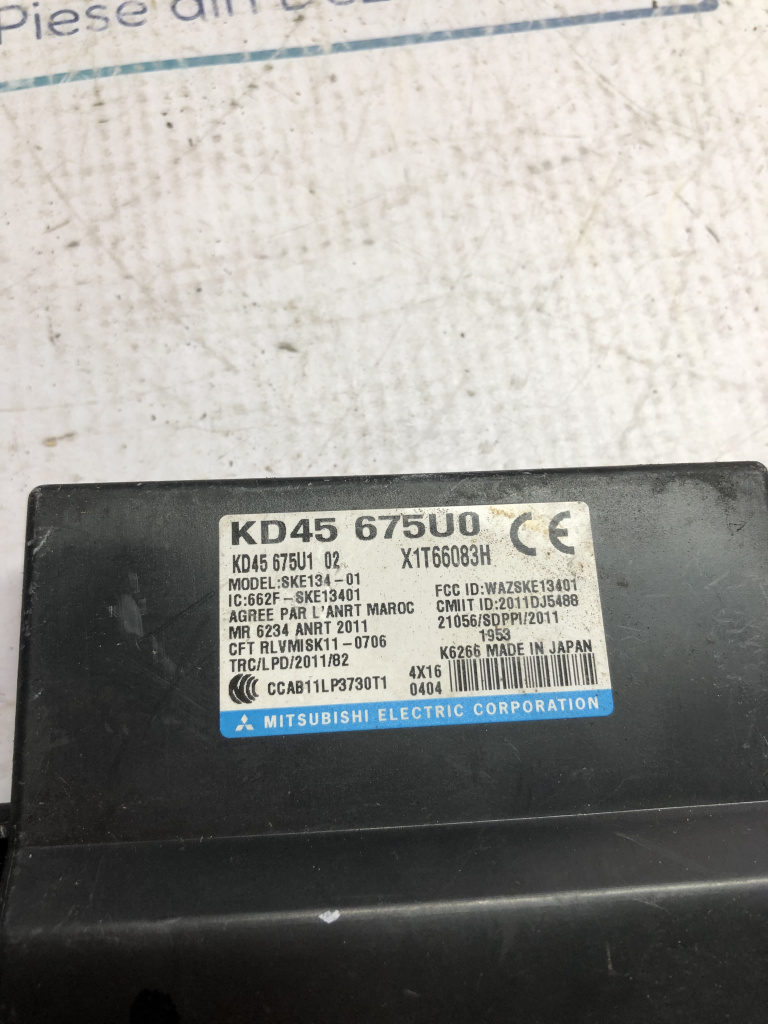 Piese din
KD45 675U0 CE
KD45 675U1 02 X1T66083H
MODEL:SKE134-01
FCC ID:WAZSKE13401
IC:662F-SKE13401
CMIIT ID:2011DJ5488
AGREE PAR L'ANRT MAROC
21056/SDPPI/2011
MR 6234 ANRT 2011
1953
CFT RLVMISK11-0706
K6266 MADE IN JAPAN
TRC/LPD/2011/82
4X16
CCAB11LP3730T1
0404
MITSUBISHI ELECTRIC CORPORATION